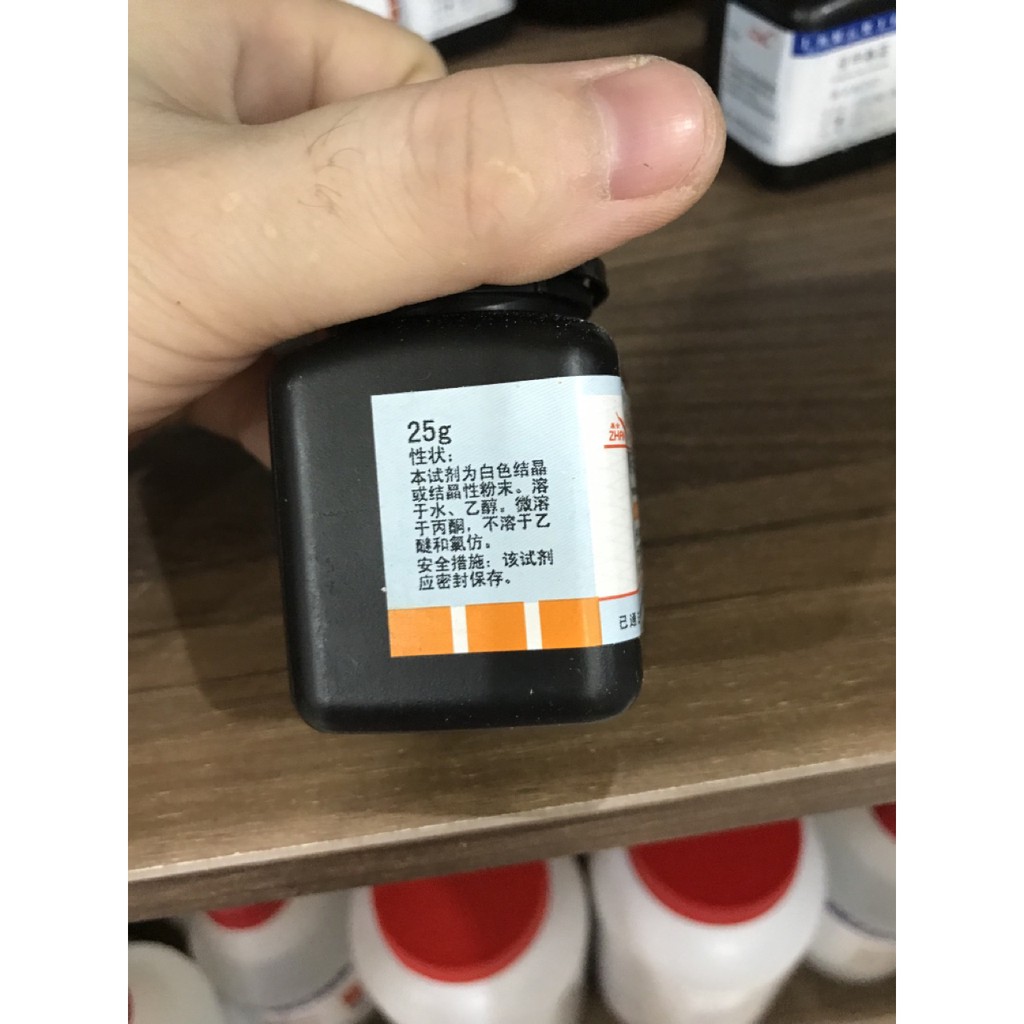 25g
性状:
本试剂为白色结晶
或结晶性粉末。溶
于水、乙醇。微溶
于丙酮，不溶于乙
醚和氯仿。
安全措施: 该试剂
应密封保存。
已通